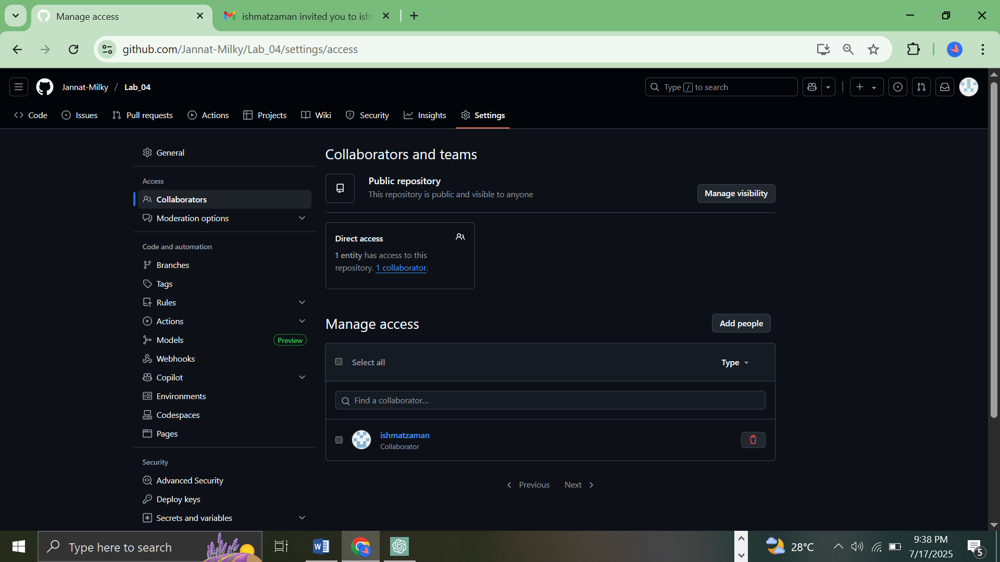 Manage access
ishmatzaman invited you to ish
github.com/Jannat-Milky/Lab_04/settings/access
Jannat-Milky / Lab_04
Type / to search
Code
Issues
Pull requests
Actions
Projects
Wiki
Security
Insights
Settings
General
Access
Collaborators
Moderation options
Code and automation
Branches
Tags
Rules
Actions
Models
Preview
Webhooks
Copilot
Environments
Codespaces
Pages
Security
Advanced Security
Deploy keys
Secrets and variables
Collaborators and teams
Public repository
This repository is public and visible to anyone
Manage visibility
Direct access
1 entity has access to this
repository. 1 collaborator.
Manage access
Add people
Select all
Type
Find a collaborator...
ishmatzaman
Collaborator
Previous
Next
Type here to search
28°C
9:38 PM
7/17/2025
5